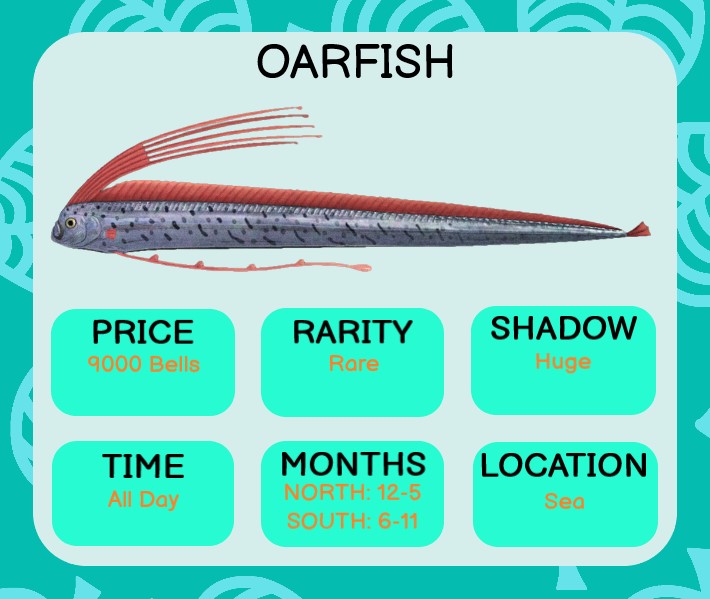 OARFISH
PRICE
9000 Bells
RARITY
Rare
SHADOW
Huge
TIME
All Day
MONTHS
NORTH: 12-5
SOUTH: 6-11
LOCATION
Sea